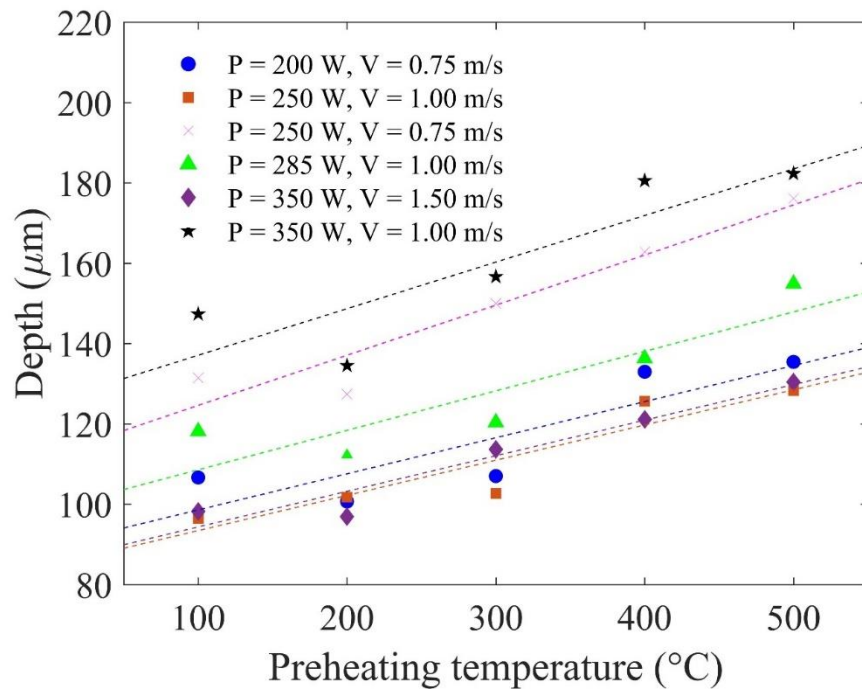 220
200
180
160
140
120
100
80
Depth (μm)
P = 200 W, V = 0.75 m/s
P = 250 W, V = 1.00 m/s
P = 250 W, V = 0.75 m/s
P = 285 W, V = 1.00 m/s
P = 350 W, V = 1.50 m/s
P = 350 W, V = 1.00 m/s
100 200 300 400 500
Preheating temperature (°C)